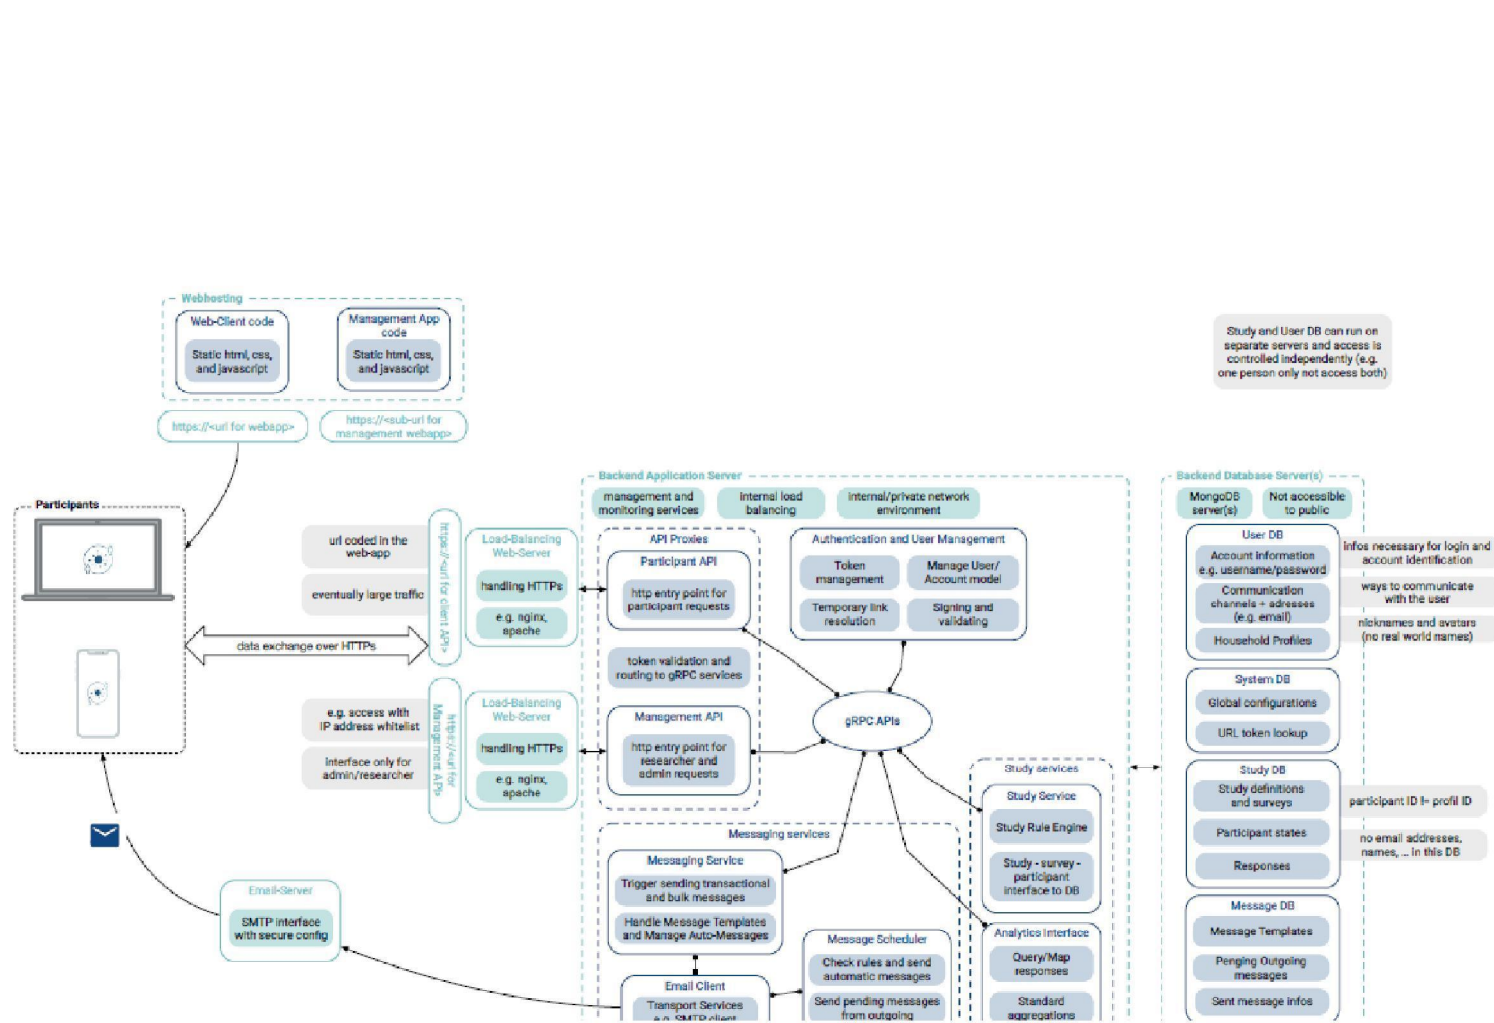 Webhosting
Web-Client code
Static html, css,
and javascript
Management App
code
Static html, css,
and javascript
https://<url for webapp>
https://<sub-url for
management webapp>
Study and User DB can run on
separate servers and access is
controlled independently (e.g.
one person only not access both)
Participants
data exchange over HTTPs
url coded in the
web-app
eventually large traffic
https://<url for client API>
Load-Balancing
Web-Server
handling HTTPs
e.g. nginx,
apache
e.g. access with
IP address whitelist
interface only for
admin/researcher
https://<url for
Management API>
Load-Balancing
Web-Server
handling HTTPs
e.g. nginx,
apache
Email-Server
SMTP interface
with secure config
Backend Application Server
management and
monitoring services
internal load
balancing
internal/private network
environment
API Proxies
Participant API
http entry point for
participant requests
token validation and
routing to gRPC services
Management API
http entry point for
researcher and
admin requests
Authentication and User Management
Token
management
Manage User/
Account model
Temporary link
resolution
Signing and
validating
gRPC APIs
Messaging services
Messaging Service
Trigger sending transactional
and bulk messages
Handle Message Templates
and Manage Auto-Messages
Email Client
Transport Services
e.g. SMTP client
Message Scheduler
Check rules and send
automatic messages
Send pending messages
from outgoing
Study services
Study Service
Study Rule Engine
Study - survey -
participant
interface to DB
Analytics Interface
Query/Map
responses
Standard
aggregations
Backend Database Server(s)
MongoDB
server(s)
Not accessible
to public
User DB
Account information
e.g. username/password
Communication
channels + adresses
(e.g. email)
Household Profiles
infos necessary for login and
account identification
ways to communicate
with the user
nicknames and avatars
(no real world names)
System DB
Global configurations
URL token lookup
Study DB
Study definitions
and surveys
Participant states
Responses
participant ID != profil ID
no email addresses,
names, ... in this DB
Message DB
Message Templates
Penging Outgoing
messages
Sent message infos